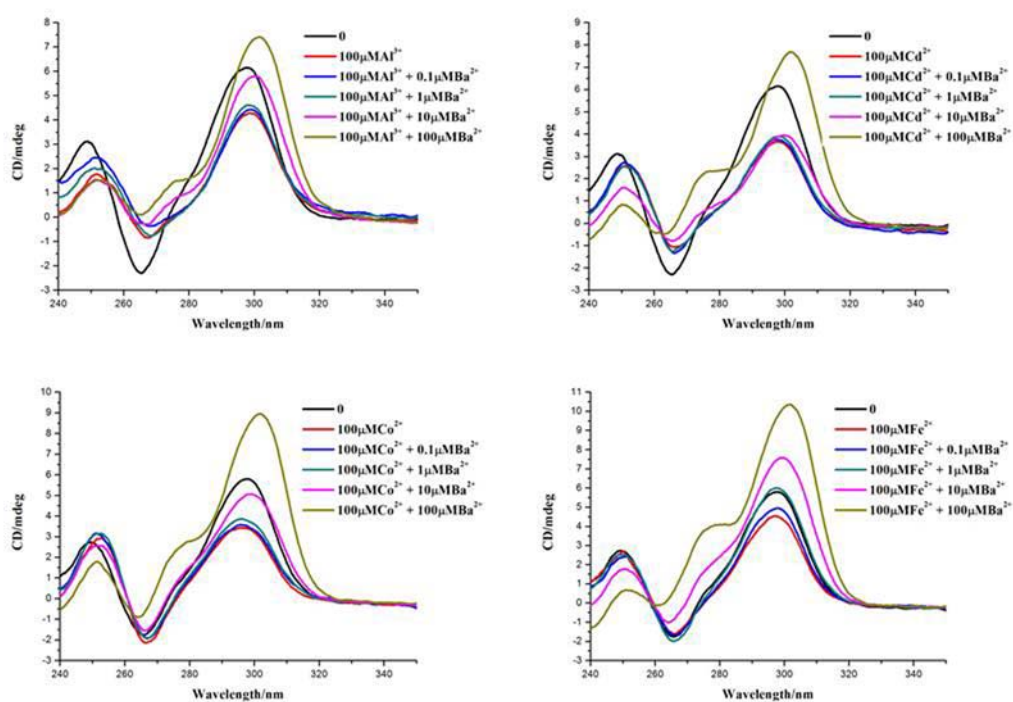 8
7
6
5
4
3
2
1
0
-1
-2
-3
CD/mdeg
240 260 280 300 320 340
Wavelength/nm
0
100μMAl³⁺
100μMAl³⁺ + 0.1μMBa²⁺
100μMAl³⁺ + 1μMBa²⁺
100μMAl³⁺ + 10μMBa²⁺
100μMAl³⁺ + 100μMBa²⁺
9
8
7
6
5
4
3
2
1
0
-1
-2
-3
CD/mdeg
240 260 280 300 320 340
Wavelength/nm
0
100μMCd²⁺
100μMCd²⁺ + 0.1μMBa²⁺
100μMCd²⁺ + 1μMBa²⁺
100μMCd²⁺ + 10μMBa²⁺
100μMCd²⁺ + 100μMBa²⁺
10
9
8
7
6
5
4
3
2
1
0
-1
-2
-3
CD/mdeg
240 260 280 300 320 340
Wavelength/nm
0
100μMCo²⁺
100μMCo²⁺ + 0.1μMBa²⁺
100μMCo²⁺ + 1μMBa²⁺
100μMCo²⁺ + 10μMBa²⁺
100μMCo²⁺ + 100μMBa²⁺
11
10
9
8
7
6
5
4
3
2
1
0
-1
-2
-3
CD/mdeg
240 260 280 300 320 340
Wavelength/nm
0
100μMFe²⁺
100μMFe²⁺ + 0.1μMBa²⁺
100μMFe²⁺ + 1μMBa²⁺
100μMFe²⁺ + 10μMBa²⁺
100μMFe²⁺ + 100μMBa²⁺